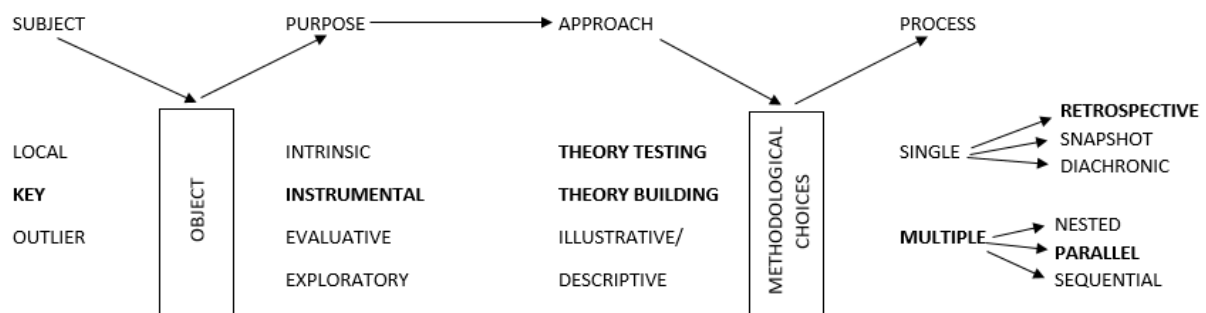 SUBJECT PURPOSE APPROACH PROCESS
LOCAL
KEY
OUTLIER
OBJECT
INTRINSIC
INSTRUMENTAL
EVALUATIVE
EXPLORATORY
THEORY TESTING
THEORY BUILDING
ILLUSTRATIVE/
DESCRIPTIVE
METHODOLOGICAL
CHOICES
SINGLE
RETROSPECTIVE
SNAPSHOT
DIACHRONIC
MULTIPLE
NESTED
PARALLEL
SEQUENTIAL